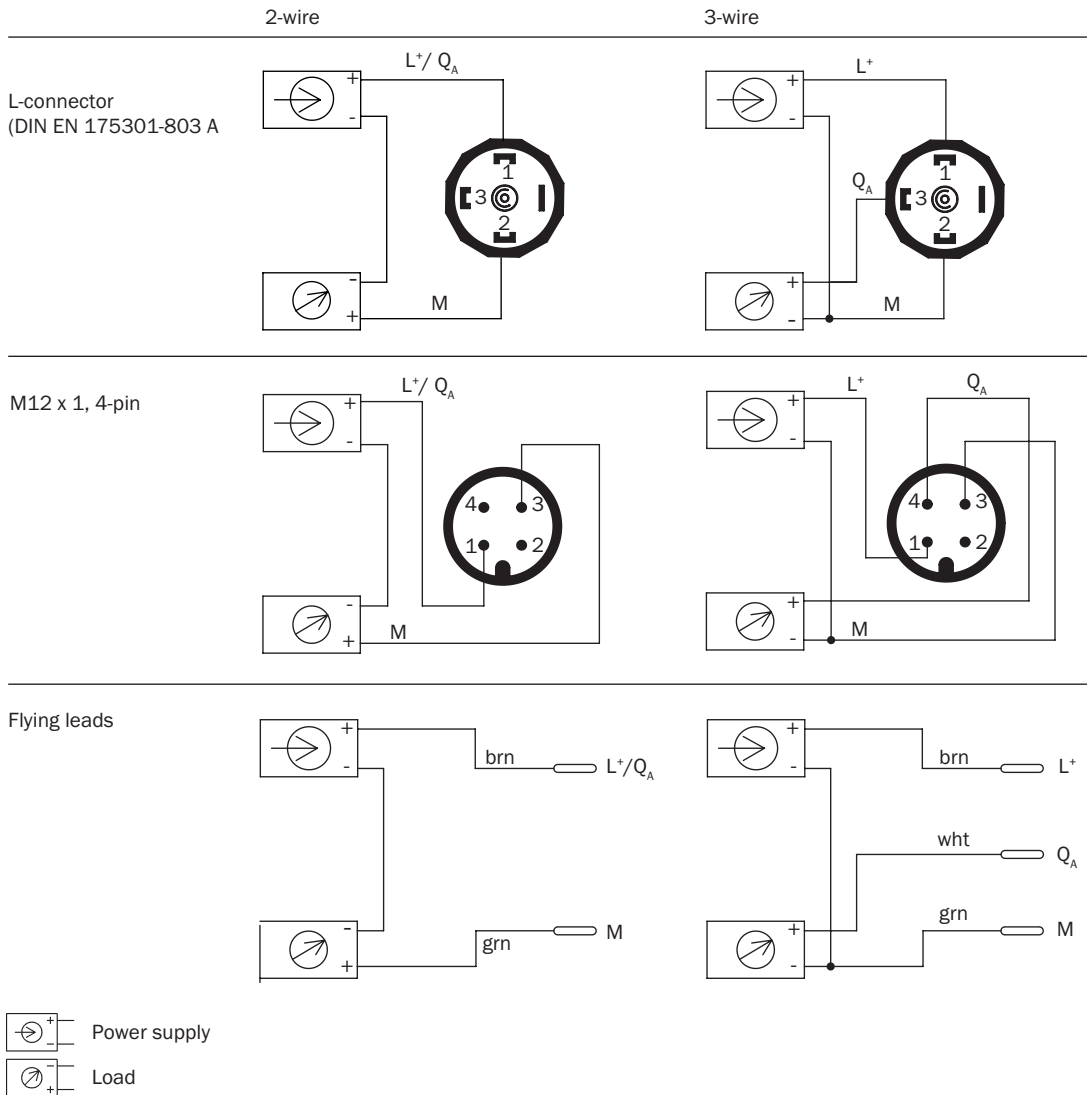 2-wire 3-wire
L-connector
(DIN EN 175301-803 A
+ L⁺/ Q_A
-
1
3
2
-
+ M
+ L⁺
-
1
Q_A
3
2
+
- M
M12 x 1, 4-pin
+ L⁺/ Q_A
-
4 3
1 2
-
+ M
+ L⁺ Q_A
-
4 3
1 2
+
- M
Flying leads
+
- brn L⁺/Q_A
-
+ grn M
+
- brn L⁺
wht Q_A
+ grn M
-
+
- Power supply
-
+ Load